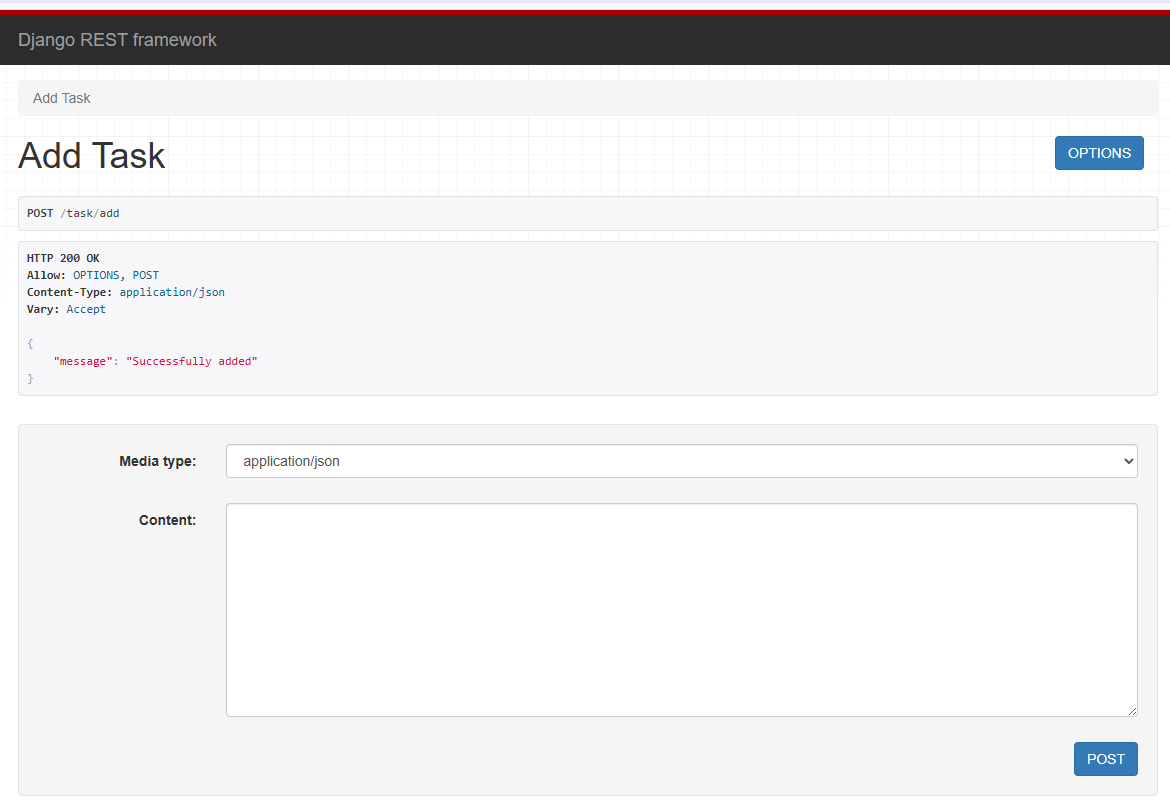 Django REST framework
Add Task
Add Task
OPTIONS
POST /task/add
HTTP 200 OK
Allow: OPTIONS, POST
Content-Type: application/json
Vary: Accept
{
    "message": "Successfully added"
}
Media type:
application/json
Content:
POST